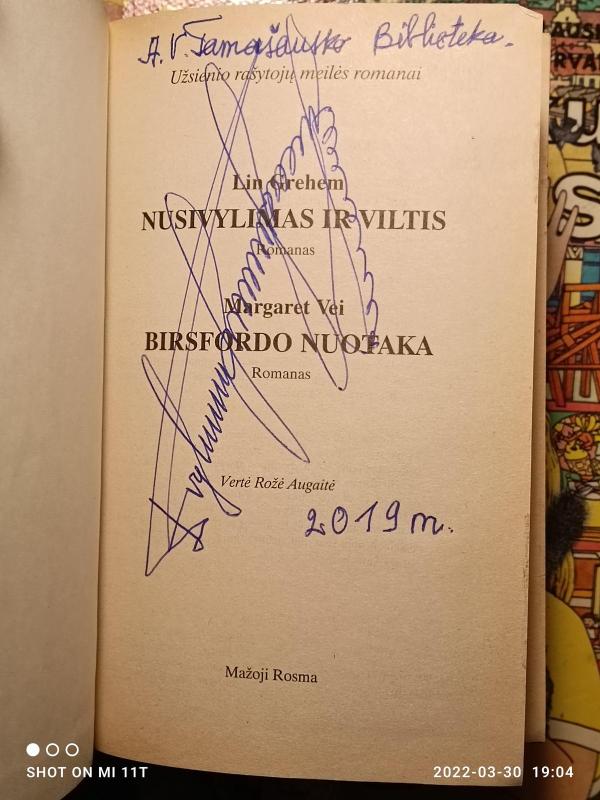 A. V. Tamašausko Biblioteka.
Užsienio rašytojų meilės romanai
Lin Grehem
NUSIVYLIMAS IR VILTIS
Romanas
Margaret Vei
BIRSFORDO NUOTAKA
Romanas
Vertė Rožė Augaitė
2019 m.
Mažoji Rosma
SHOT ON MI 11T
2022-03-30 19:04